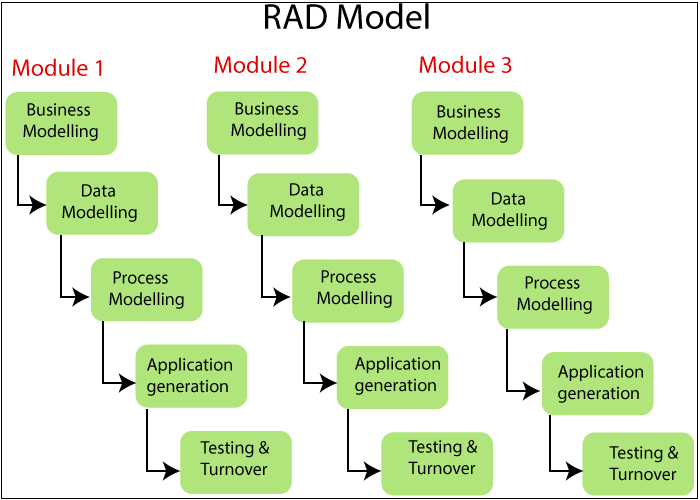 RAD Model
Module 1
Business
Modelling
Data
Modelling
Process
Modelling
Application
generation
Testing &
Turnover
Module 2
Business
Modelling
Data
Modelling
Process
Modelling
Application
generation
Testing &
Turnover
Module 3
Business
Modelling
Data
Modelling
Process
Modelling
Application
generation
Testing &
Turnover